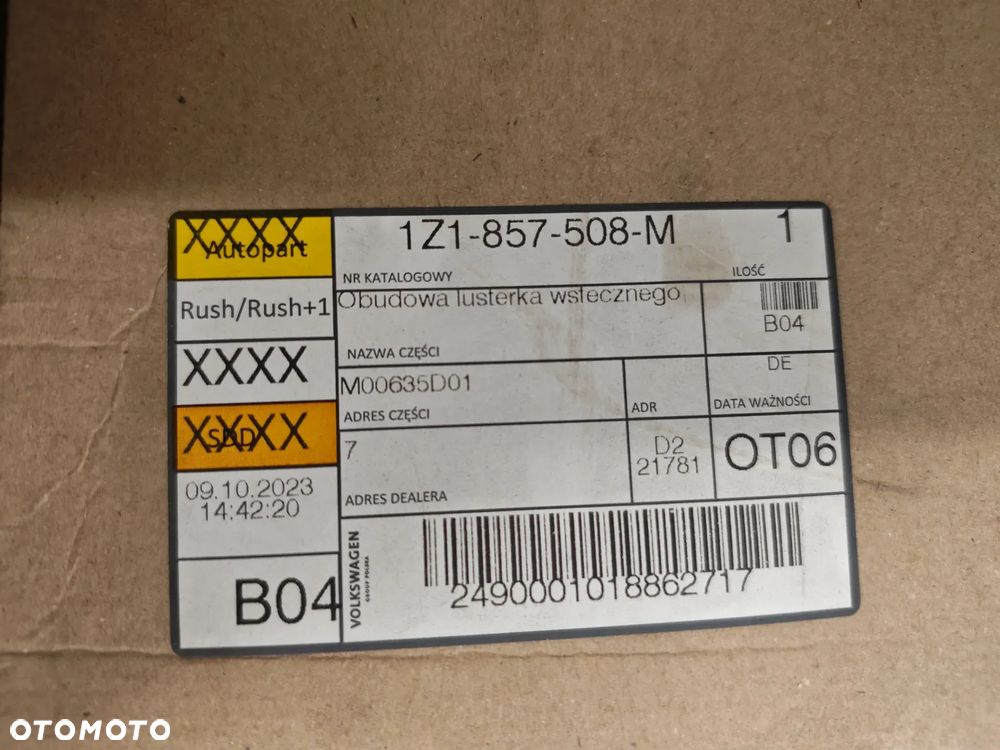 XXXX
Autopart
Rush/Rush+1
XXXX
XXXX
SDD
09.10.2023
14:42:20
B04
1Z1-857-508-M
1
NR KATALOGOWY
ILOŚĆ
Obudowa lusterka wstecznego
NAZWA CZĘŚCI
B04
M00635D01
ADRES CZĘŚCI
ADR
DE
DATA WAŻNOŚCI
7
ADRES DEALERA
D2
21781
OT06
VOLKSWAGEN
GROUP POLSKA
2490001018862717
OTOMOTO